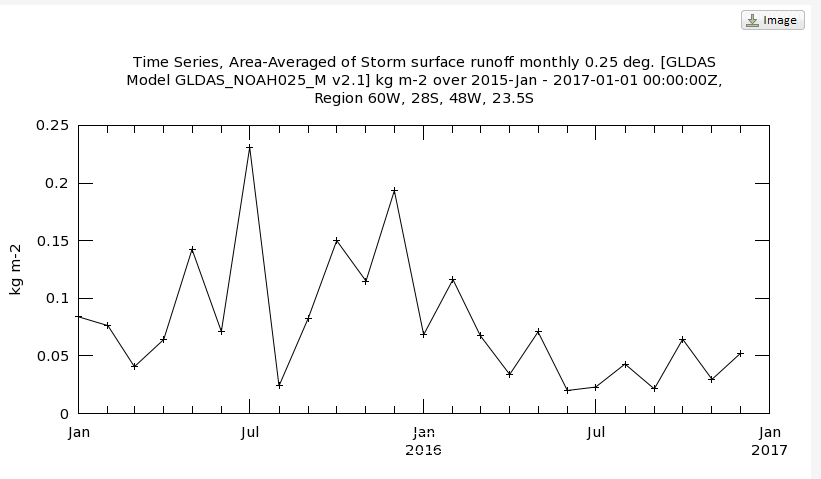 Image
Time Series, Area-Averaged of Storm surface runoff monthly 0.25 deg. [GLDAS
Model GLDAS_NOAH025_M v2.1] kg m-2 over 2015-Jan - 2017-01-01 00:00:00Z,
Region 60W, 28S, 48W, 23.5S
0.25
0.2
0.15
0.1
0.05
0
kg m-2
Jan Jul Jan Jul Jan
2016 2017